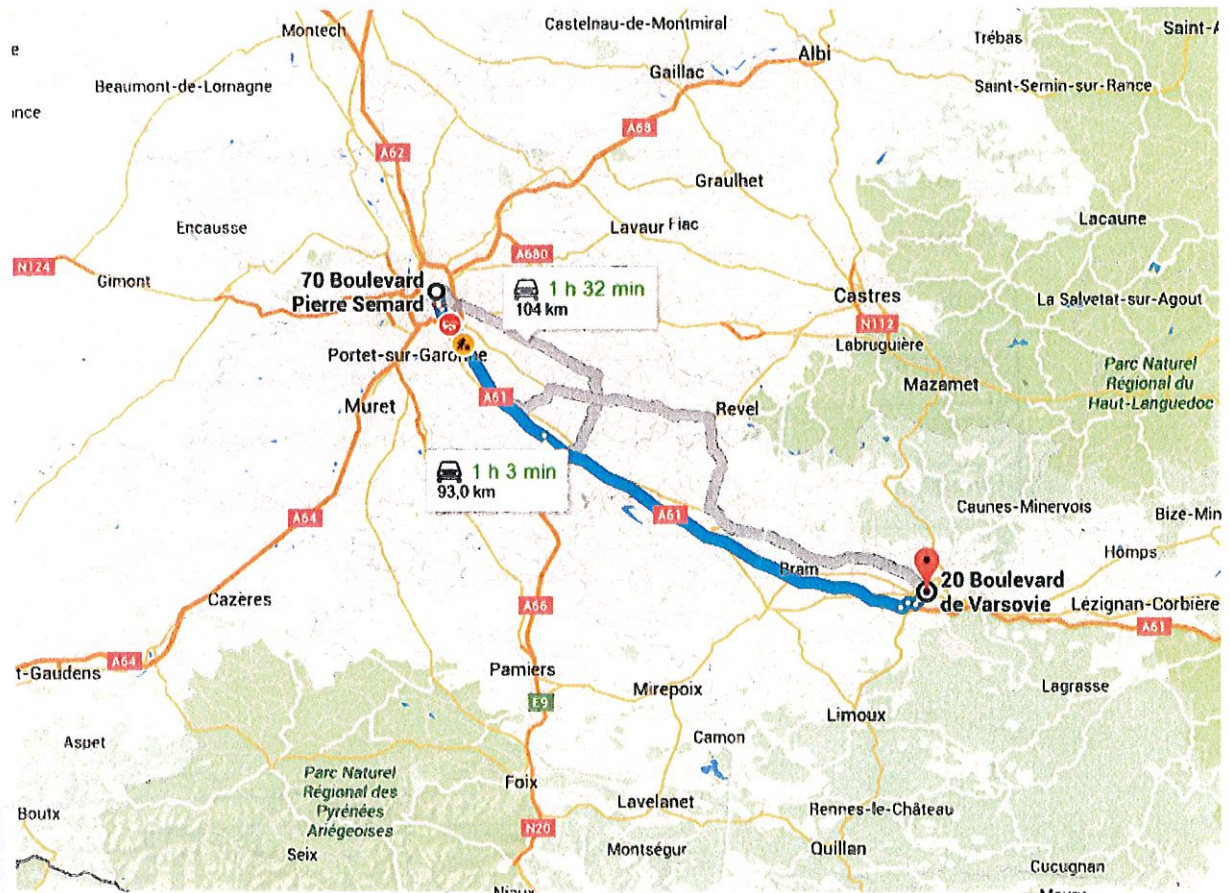 Montech
Castelnau-de-Montmiral
Trébas
Saint-A
e
Albi
Gaillac
Beaumont-de-Lomagne
Saint-Sernin-sur-Rance
ince
A68
A62
Graulhet
Lacaune
Encausse
Lavaur
Fiac
A680
N124
Gimont
70 Boulevard
Pierre Semard
1 h 32 min
104 km
Castres
La Salvetat-sur-Agout
N112
Labruguière
Portet-sur-Garonne
Parc Naturel
Régional du
Haut-Languedoc
Mazamet
A61
Muret
Revel
1 h 3 min
93,0 km
A64
A61
Caunes-Minervois
Bize-Min
Homps
Bram
20 Boulevard
de Varsovie
Lézignan-Corbière
Cazères
A66
A61
A64
t-Gaudens
Pamiers
Mirepoix
Lagrasse
E9
Limoux
Aspet
Camon
Parc Naturel
Régional des
Pyrénées
Ariégeoises
Foix
Boutx
Lavelanet
Rennes-le-Château
N20
Seix
Montségur
Quillan
Cucugnan